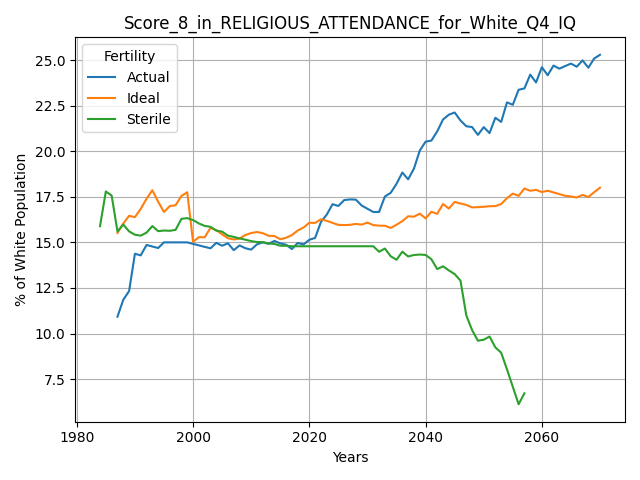 Score_8_in_RELIGIOUS_ATTENDANCE_for_White_Q4_IQ
Fertility
Actual
Ideal
Sterile
% of White Population
25.0
22.5
20.0
17.5
15.0
12.5
10.0
7.5
1980 2000 2020 2040 2060
Years